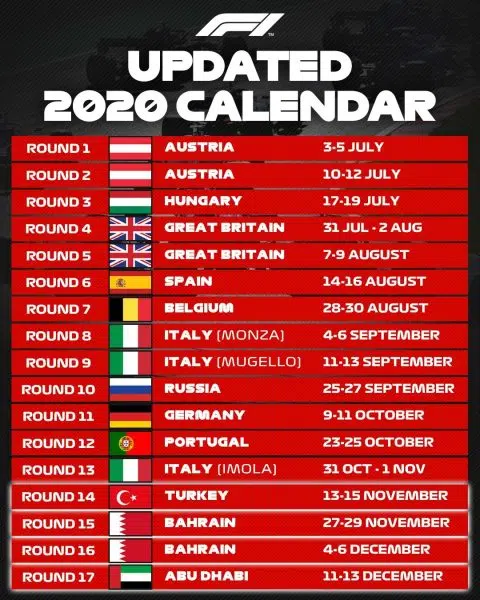 F1 ™
UPDATED
2020 CALENDAR
ROUND 1 AUSTRIA 3-5 JULY
ROUND 2 AUSTRIA 10-12 JULY
ROUND 3 HUNGARY 17-19 JULY
ROUND 4 GREAT BRITAIN 31 JUL - 2 AUG
ROUND 5 GREAT BRITAIN 7-9 AUGUST
ROUND 6 SPAIN 14-16 AUGUST
ROUND 7 BELGIUM 28-30 AUGUST
ROUND 8 ITALY (MONZA) 4-6 SEPTEMBER
ROUND 9 ITALY (MUGELLO) 11-13 SEPTEMBER
ROUND 10 RUSSIA 25-27 SEPTEMBER
ROUND 11 GERMANY 9-11 OCTOBER
ROUND 12 PORTUGAL 23-25 OCTOBER
ROUND 13 ITALY (IMOLA) 31 OCT - 1 NOV
ROUND 14 TURKEY 13-15 NOVEMBER
ROUND 15 BAHRAIN 27-29 NOVEMBER
ROUND 16 BAHRAIN 4-6 DECEMBER
ROUND 17 ABU DHABI 11-13 DECEMBER